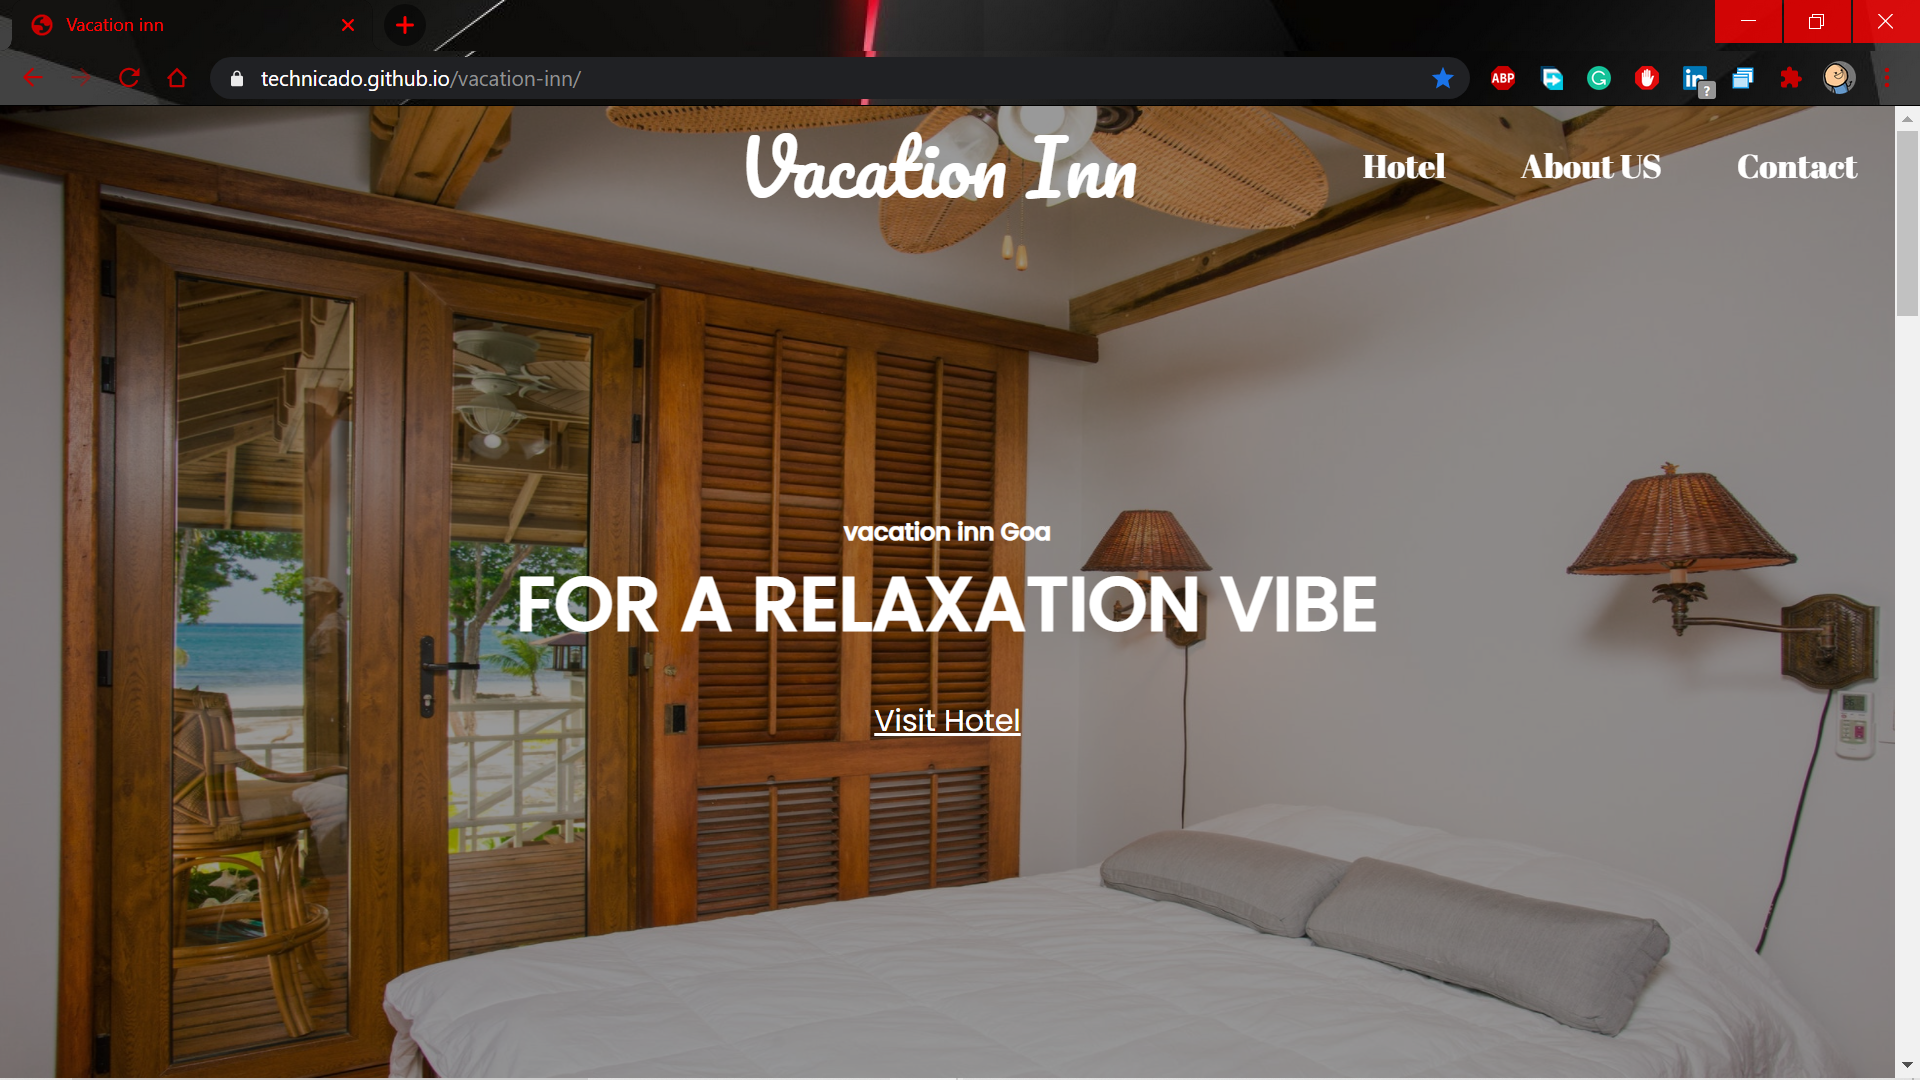 Vacation inn
technicado.github.io/vacation-inn/
ABP
G
in
?
Vacation Inn
Hotel
About US
Contact
vacation inn Goa
FOR A RELAXATION VIBE
Visit Hotel